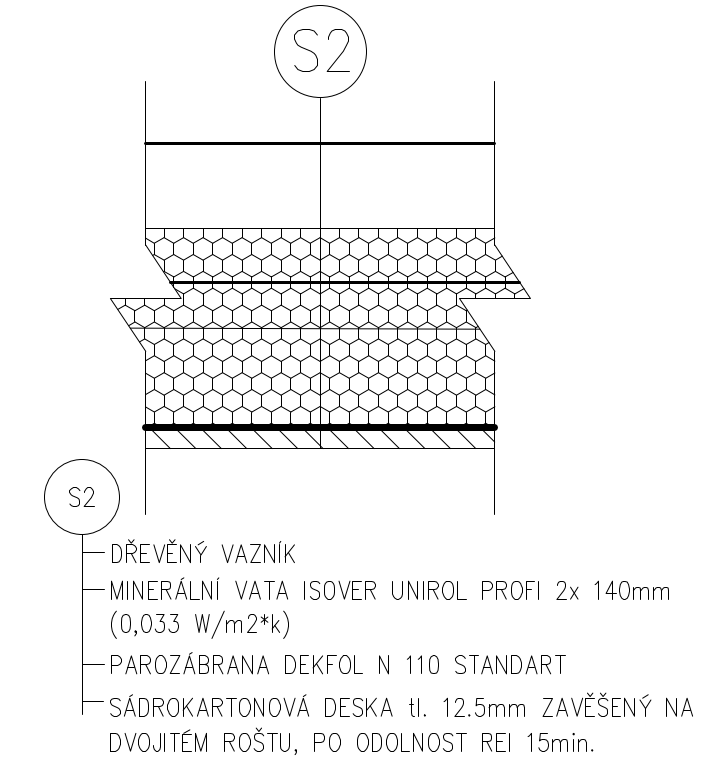 S2
S2
DŘEVĚNÝ VAZNÍK
MINERÁLNÍ VATA ISOVER UNIROL PROFI 2x 140mm
(0,033 W/m2*k)
PAROZÁBRANA DEKFOL N 110 STANDART
SÁDROKARTONOVÁ DESKA tl. 12.5mm ZAVĚŠENÝ NA
DVOJITÉM ROŠTU, PO ODOLNOST REI 15min.